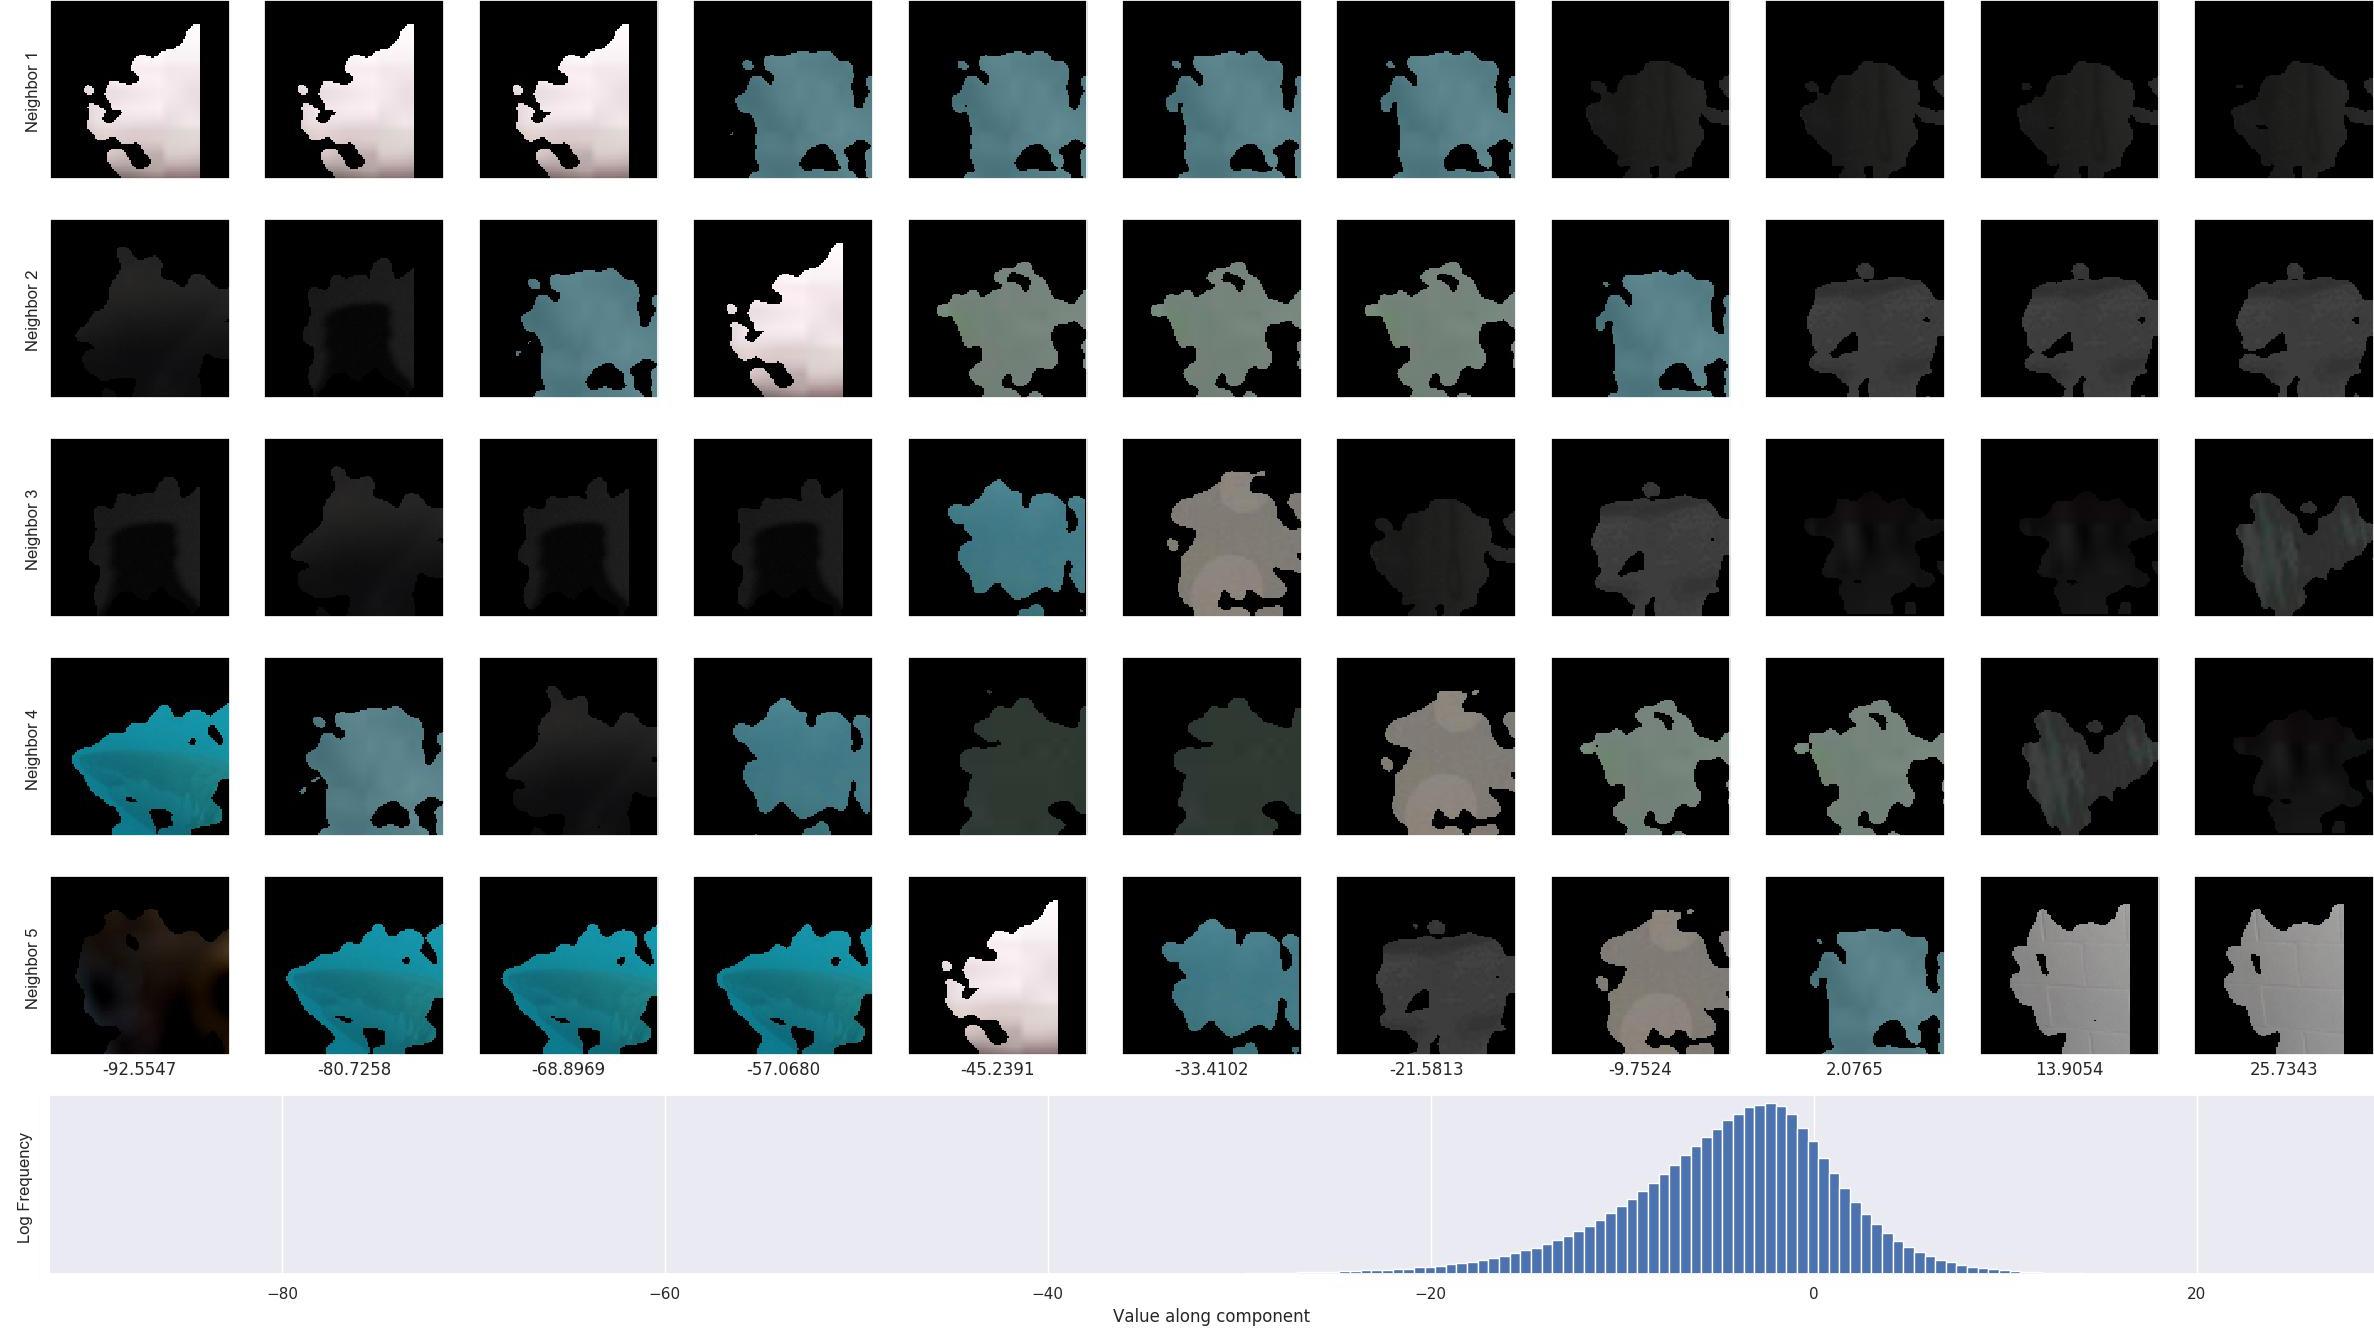 Neighbor 1
Neighbor 2
Neighbor 3
Neighbor 4
Neighbor 5
-92.5547 -80.7258 -68.8969 -57.0680 -45.2391 -33.4102 -21.5813 -9.7524 2.0765 13.9054 25.7343
Log Frequency
−80 −60 −40 −20 0 20
Value along component